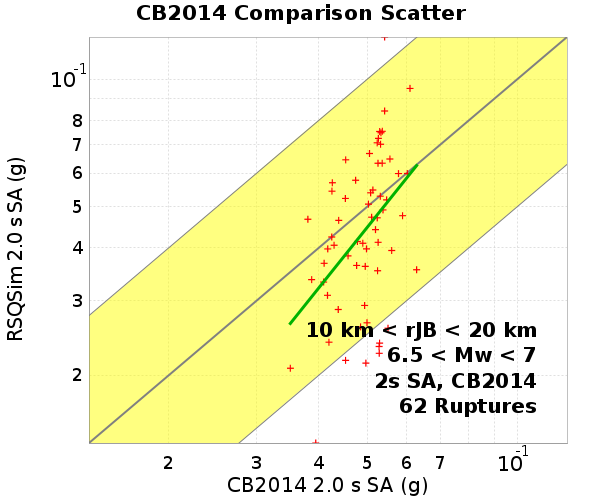 CB2014 Comparison Scatter
RSQSim 2.0 s SA (g)
10-1
8
7
6
5
4
3
2
10 km < rJB < 20 km
6.5 < Mw < 7
2s SA, CB2014
62 Ruptures
2 3 4 5 6 7 10-1
CB2014 2.0 s SA (g)